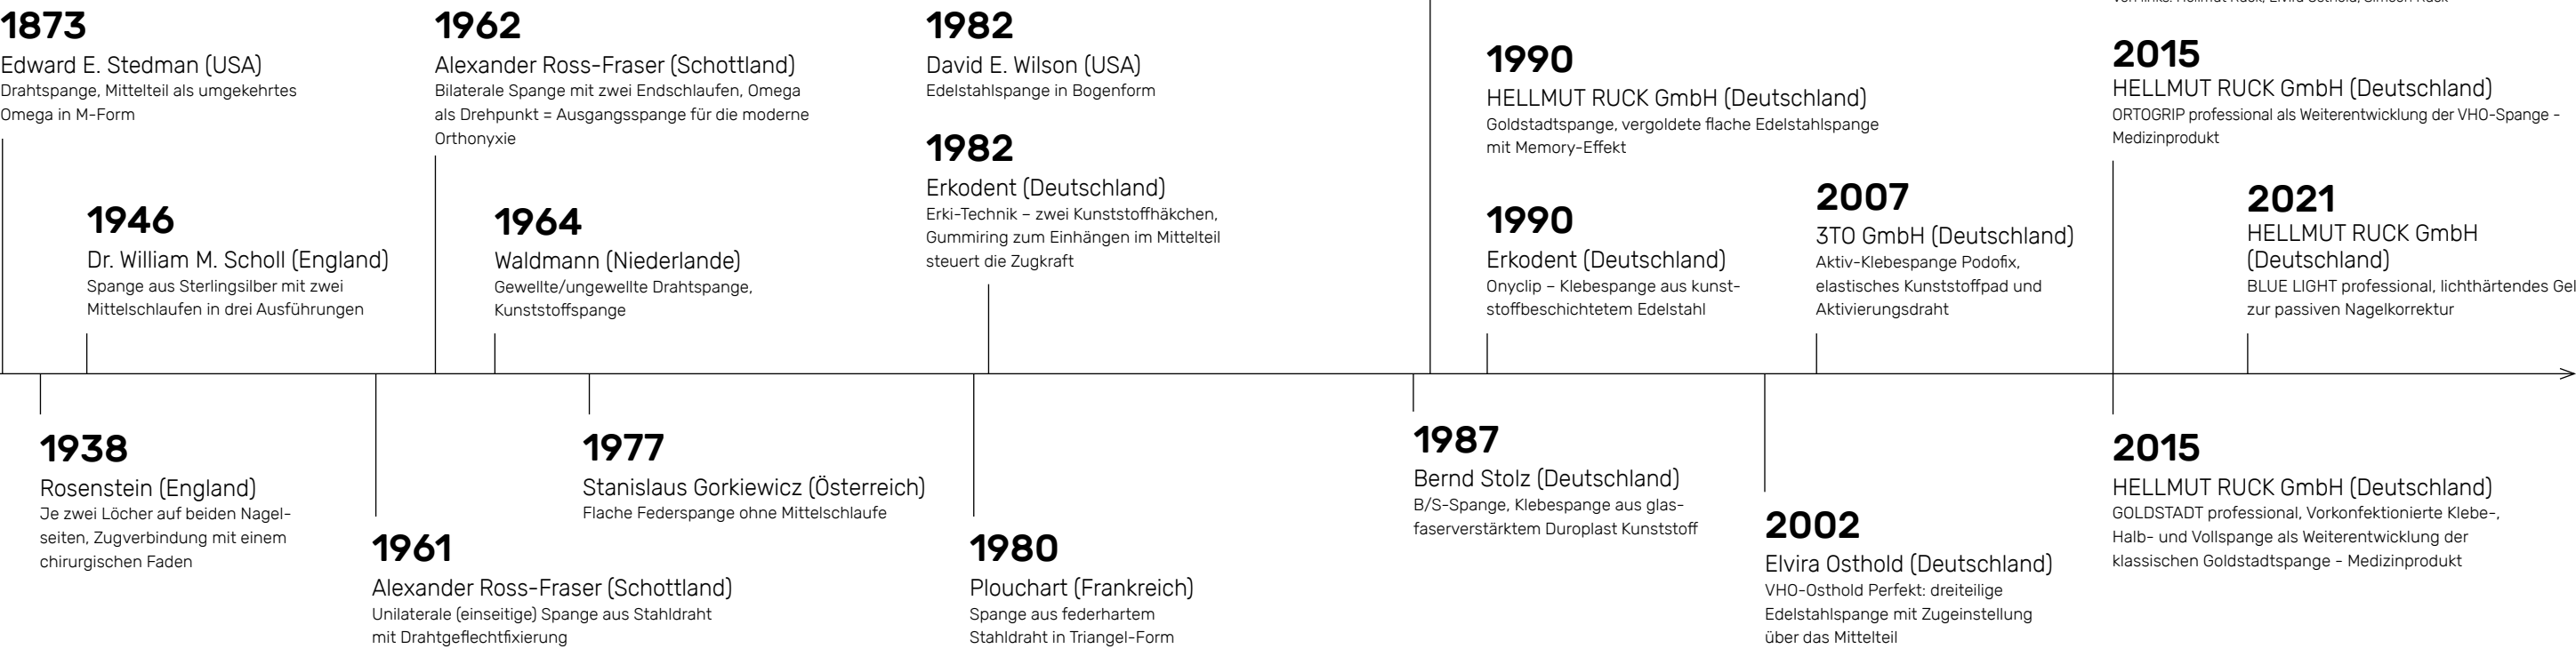 1873
Edward E. Stedman (USA)
Drahtspange, Mittelteil als umgekehrtes
Omega in M-Form
1946
Dr. William M. Scholl (England)
Spange aus Sterlingsilber mit zwei
Mittelschlaufen in drei Ausführungen
1962
Alexander Ross-Fraser (Schottland)
Bilaterale Spange mit zwei Endschlaufen, Omega
als Drehpunkt = Ausgangsspange für die moderne
Orthonyxie
1964
Waldmann (Niederlande)
Gewellte/ungewellte Drahtspange,
Kunststoffspange
1982
David E. Wilson (USA)
Edelstahlspange in Bogenform
1982
Erkodent (Deutschland)
Erki-Technik – zwei Kunststoffhäkchen,
Gummiring zum Einhängen im Mittelteil
steuert die Zugkraft
1990
HELLMUT RUCK GmbH (Deutschland)
Goldstadtspange, vergoldete flache Edelstahlspange
mit Memory-Effekt
1990
Erkodent (Deutschland)
Onyclip – Klebespange aus kunst-
stoffbeschichtetem Edelstahl
2007
3TO GmbH (Deutschland)
Aktiv-Klebespange Podofix,
elastisches Kunststoffpad und
Aktivierungsdraht
2015
HELLMUT RUCK GmbH (Deutschland)
ORTOGRIP professional als Weiterentwicklung der VHO-Spange -
Medizinprodukt
2021
HELLMUT RUCK GmbH
(Deutschland)
BLUE LIGHT professional, lichthärtendes Gel
zur passiven Nagelkorrektur
1938
Rosenstein (England)
Je zwei Löcher auf beiden Nagel-
seiten, Zugverbindung mit einem
chirurgischen Faden
1961
Alexander Ross-Fraser (Schottland)
Unilaterale (einseitige) Spange aus Stahldraht
mit Drahtgeflechtfixierung
1977
Stanislaus Gorkiewicz (Österreich)
Flache Federspange ohne Mittelschlaufe
1980
Plouchart (Frankreich)
Spange aus federhartem
Stahldraht in Triangel-Form
1987
Bernd Stolz (Deutschland)
B/S-Spange, Klebespange aus glas-
faserverstärktem Duroplast Kunststoff
2002
Elvira Osthold (Deutschland)
VHO-Osthold Perfekt: dreiteilige
Edelstahlspange mit Zugeinstellung
über das Mittelteil
2015
HELLMUT RUCK GmbH (Deutschland)
GOLDSTADT professional, Vorkonfektionierte Klebe-,
Halb- und Vollspange als Weiterentwicklung der
klassischen Goldstadtspange - Medizinprodukt